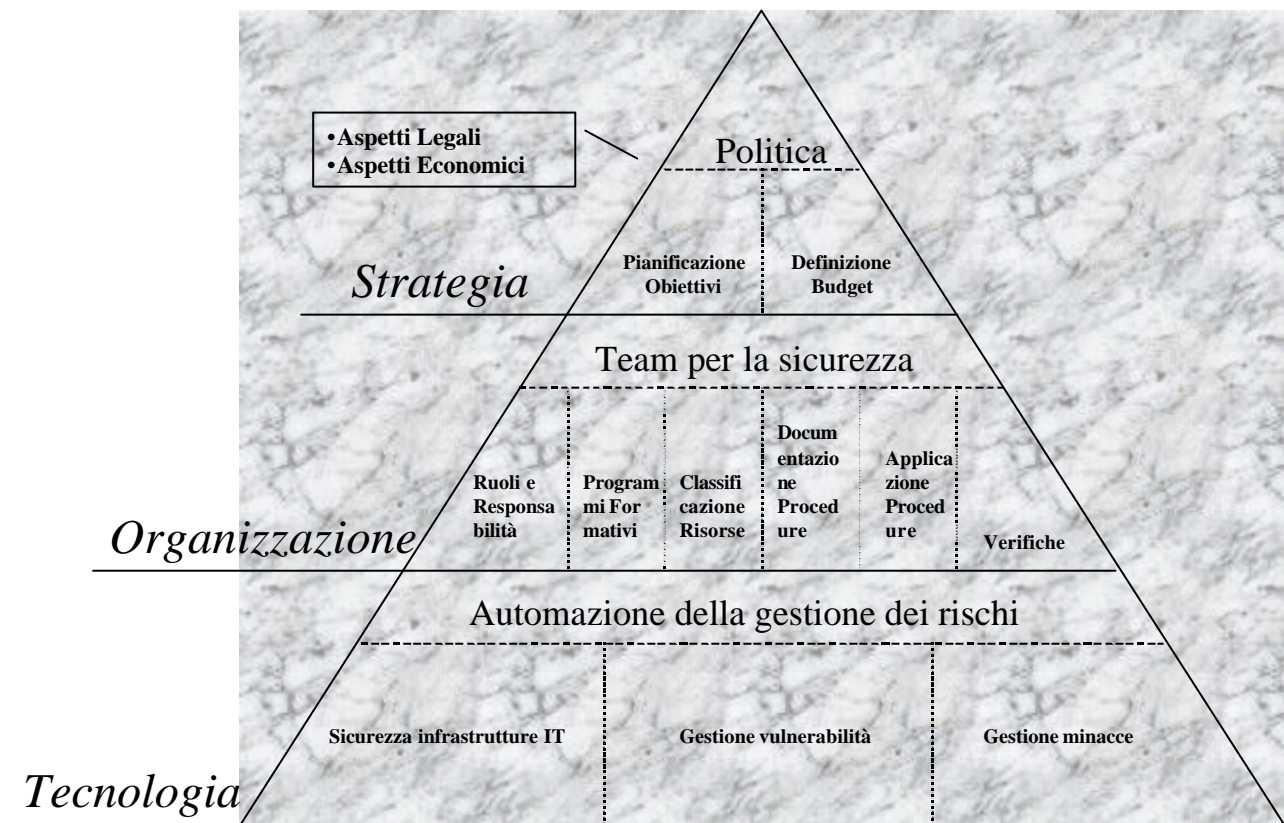 •Aspetti Legali
•Aspetti Economici
Politica
Pianificazione
Obiettivi
Definizione
Budget
Strategia
Team per la sicurezza
Ruoli e
Responsa
bilità
Program
mi For
mativi
Classifi
cazione
Risorse
Docum
entazio
ne
Proced
ure
Applica
zione
Proced
ure
Verifiche
Organizzazione
Automazione della gestione dei rischi
Sicurezza infrastrutture IT
Gestione vulnerabilità
Gestione minacce
Tecnologia